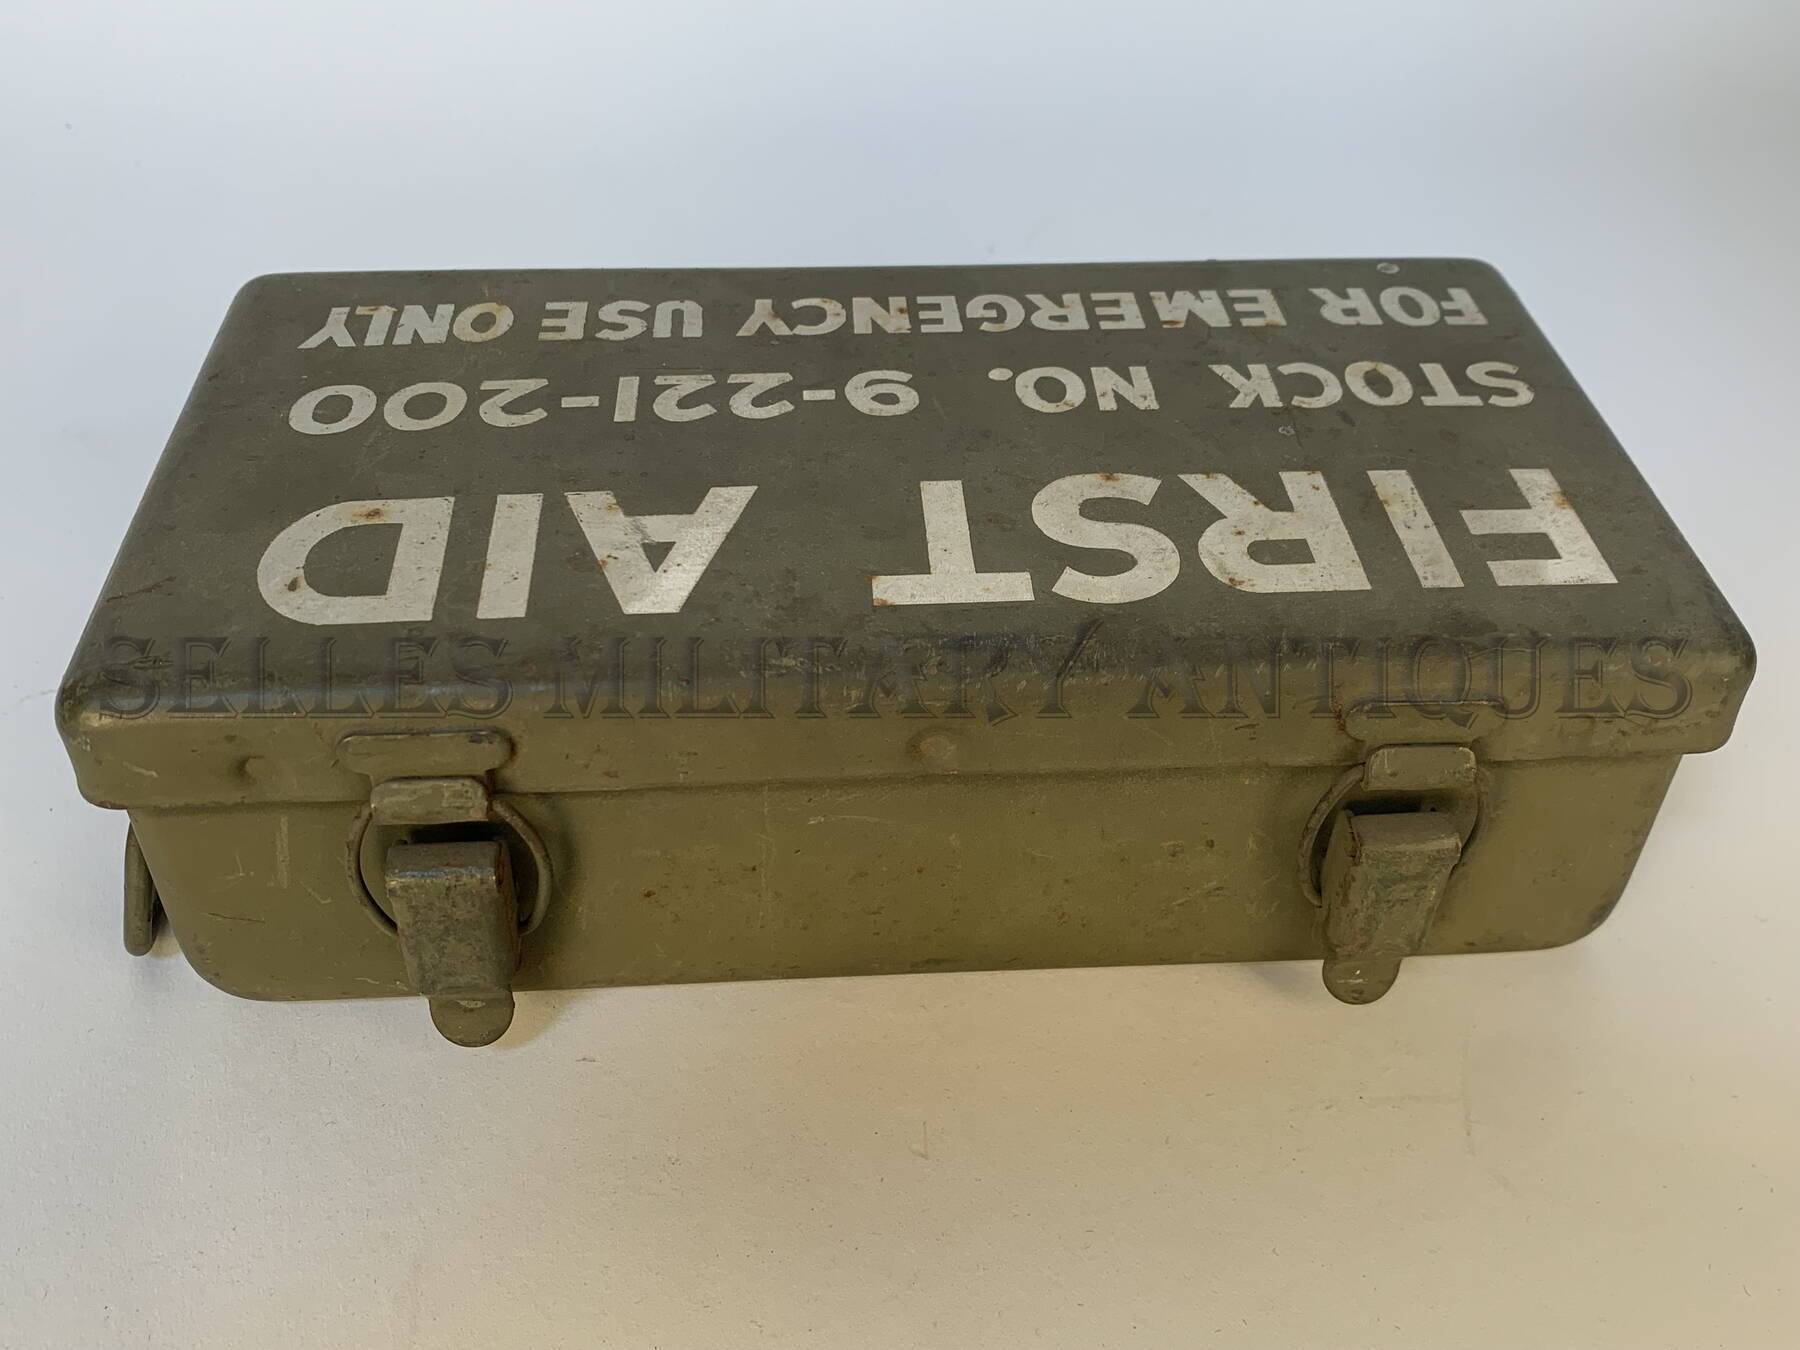 FIRST AID
STOCK NO. 9-221-200
FOR EMERGENCY USE ONLY
SELLES MILITARY ANTIQUES